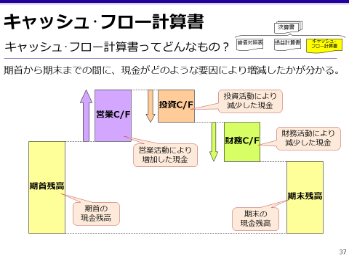 キャッシュ･フロー計算書
決算書
キャッシュ･フロー計算書ってどんなもの？
貸借対照表
損益計算書
キャッシュ･
フロー計算書
期首から期末までの間に、現金がどのような要因により増減したかが分かる。
投資C/F
投資活動により
減少した現金
営業C/F
財務C/F
財務活動により
減少した現金
営業活動により
増加した現金
期首残高
期末残高
期首の
現金残高
期末の
現金残高
37